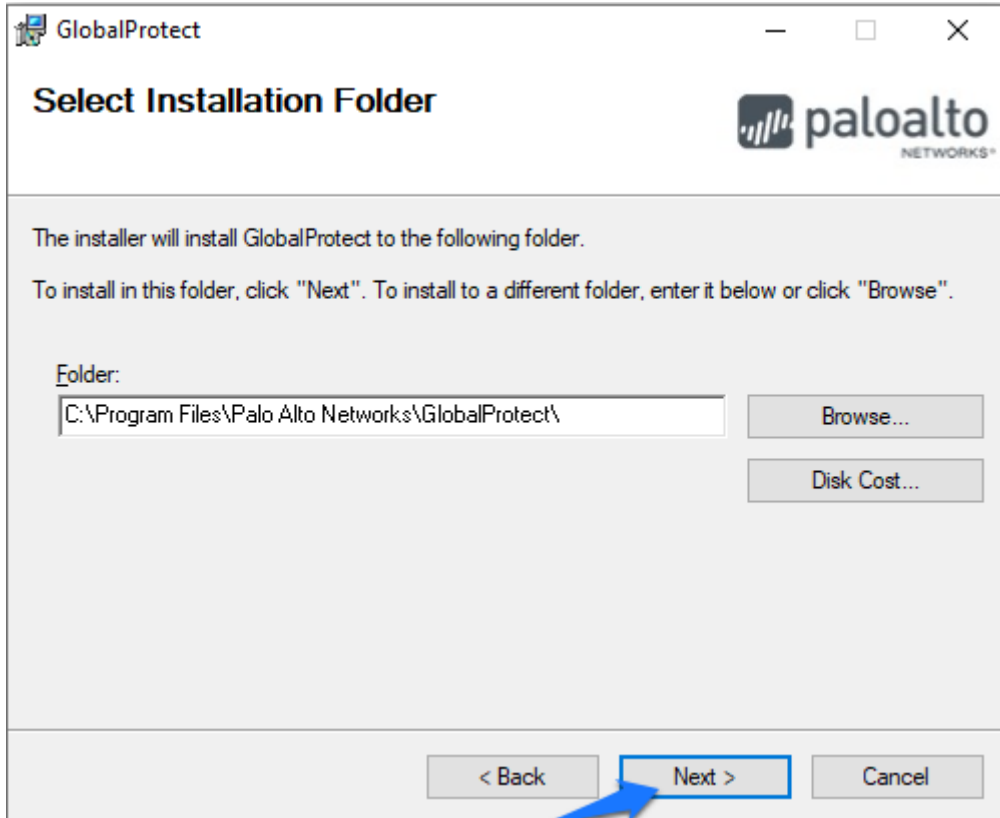 GlobalProtect
Select Installation Folder
paloalto
NETWORKS®
The installer will install GlobalProtect to the following folder.
To install in this folder, click "Next". To install to a different folder, enter it below or click "Browse".
Folder:
C:\Program Files\Palo Alto Networks\GlobalProtect\
Browse...
Disk Cost...
< Back
Next >
Cancel